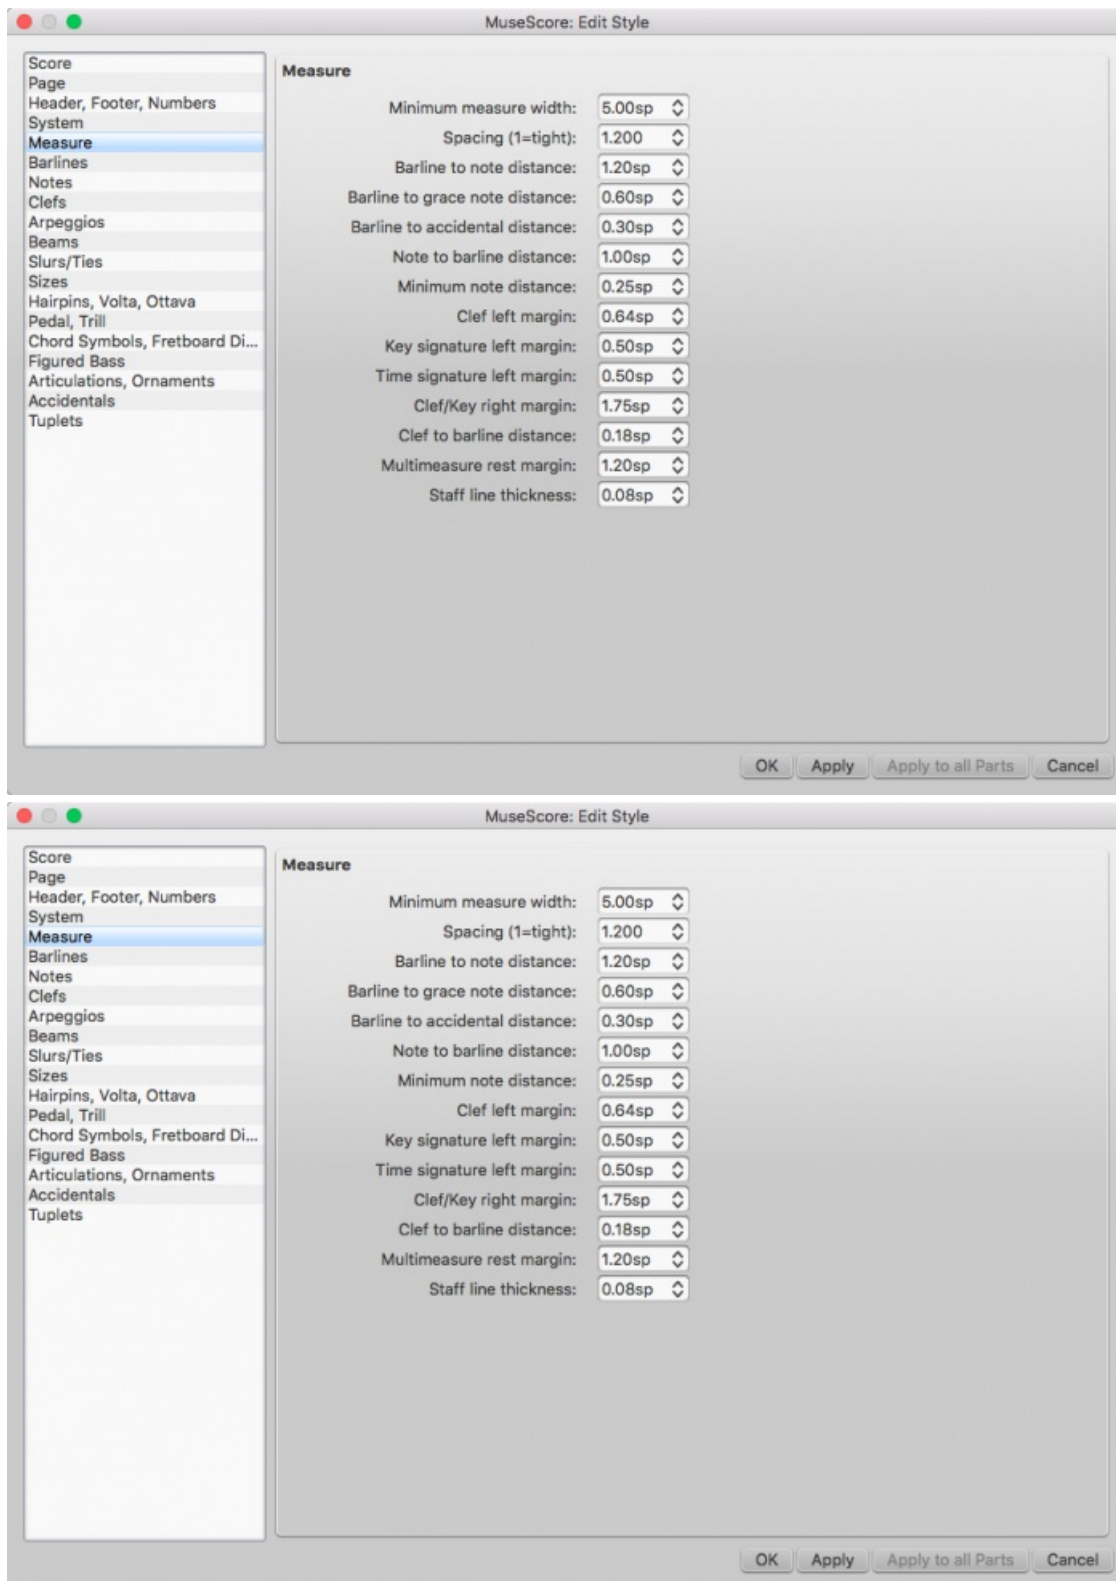 MuseScore: Edit Style
Score
Page
Header, Footer, Numbers
System
Measure
Barlines
Notes
Clefs
Arpeggios
Beams
Slurs/Ties
Sizes
Hairpins, Volta, Ottava
Pedal, Trill
Chord Symbols, Fretboard Di...
Figured Bass
Articulations, Ornaments
Accidentals
Tuplets
Measure
Minimum measure width: 5.00sp
Spacing (1=tight): 1.200
Barline to note distance: 1.20sp
Barline to grace note distance: 0.60sp
Barline to accidental distance: 0.30sp
Note to barline distance: 1.00sp
Minimum note distance: 0.25sp
Clef left margin: 0.64sp
Key signature left margin: 0.50sp
Time signature left margin: 0.50sp
Clef/Key right margin: 1.75sp
Clef to barline distance: 0.18sp
Multimeasure rest margin: 1.20sp
Staff line thickness: 0.08sp
OK Apply Apply to all Parts Cancel
MuseScore: Edit Style
Score
Page
Header, Footer, Numbers
System
Measure
Barlines
Notes
Clefs
Arpeggios
Beams
Slurs/Ties
Sizes
Hairpins, Volta, Ottava
Pedal, Trill
Chord Symbols, Fretboard Di...
Figured Bass
Articulations, Ornaments
Accidentals
Tuplets
Measure
Minimum measure width: 5.00sp
Spacing (1=tight): 1.200
Barline to note distance: 1.20sp
Barline to grace note distance: 0.60sp
Barline to accidental distance: 0.30sp
Note to barline distance: 1.00sp
Minimum note distance: 0.25sp
Clef left margin: 0.64sp
Key signature left margin: 0.50sp
Time signature left margin: 0.50sp
Clef/Key right margin: 1.75sp
Clef to barline distance: 0.18sp
Multimeasure rest margin: 1.20sp
Staff line thickness: 0.08sp
OK Apply Apply to all Parts Cancel